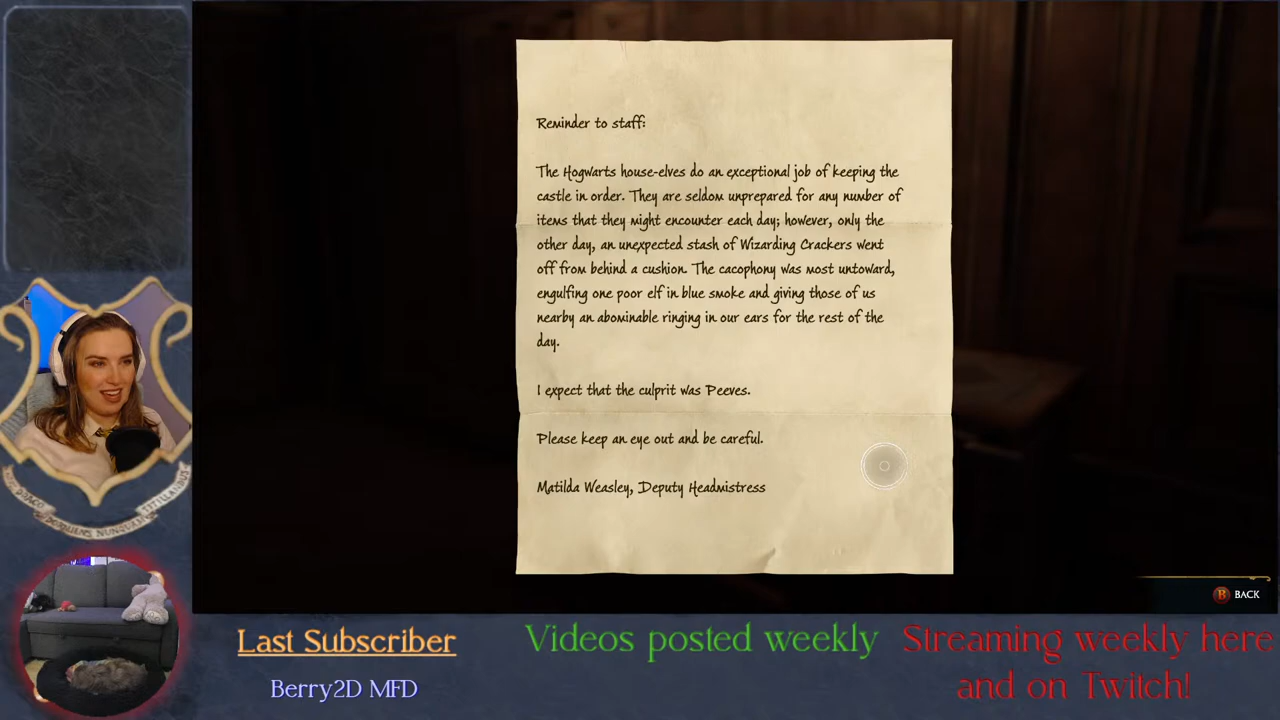 Reminder to staff:
The Hogwarts house-elves do an exceptional job of keeping the
castle in order. They are seldom unprepared for any number of
items that they might encounter each day; however, only the
other day, an unexpected stash of Wizarding Crackers went
off from behind a cushion. The cacophony was most untoward,
engulfing one poor elf in blue smoke and giving those of us
nearby an abominable ringing in our ears for the rest of the
day.
I expect that the culprit was Peeves.
Please keep an eye out and be careful.
Matilda Weasley, Deputy Headmistress
B BACK
NUNQUAM TITILLANDUS
Last Subscriber
Berry2D MFD
Videos posted weekly
Streaming weekly here
and on Twitch!